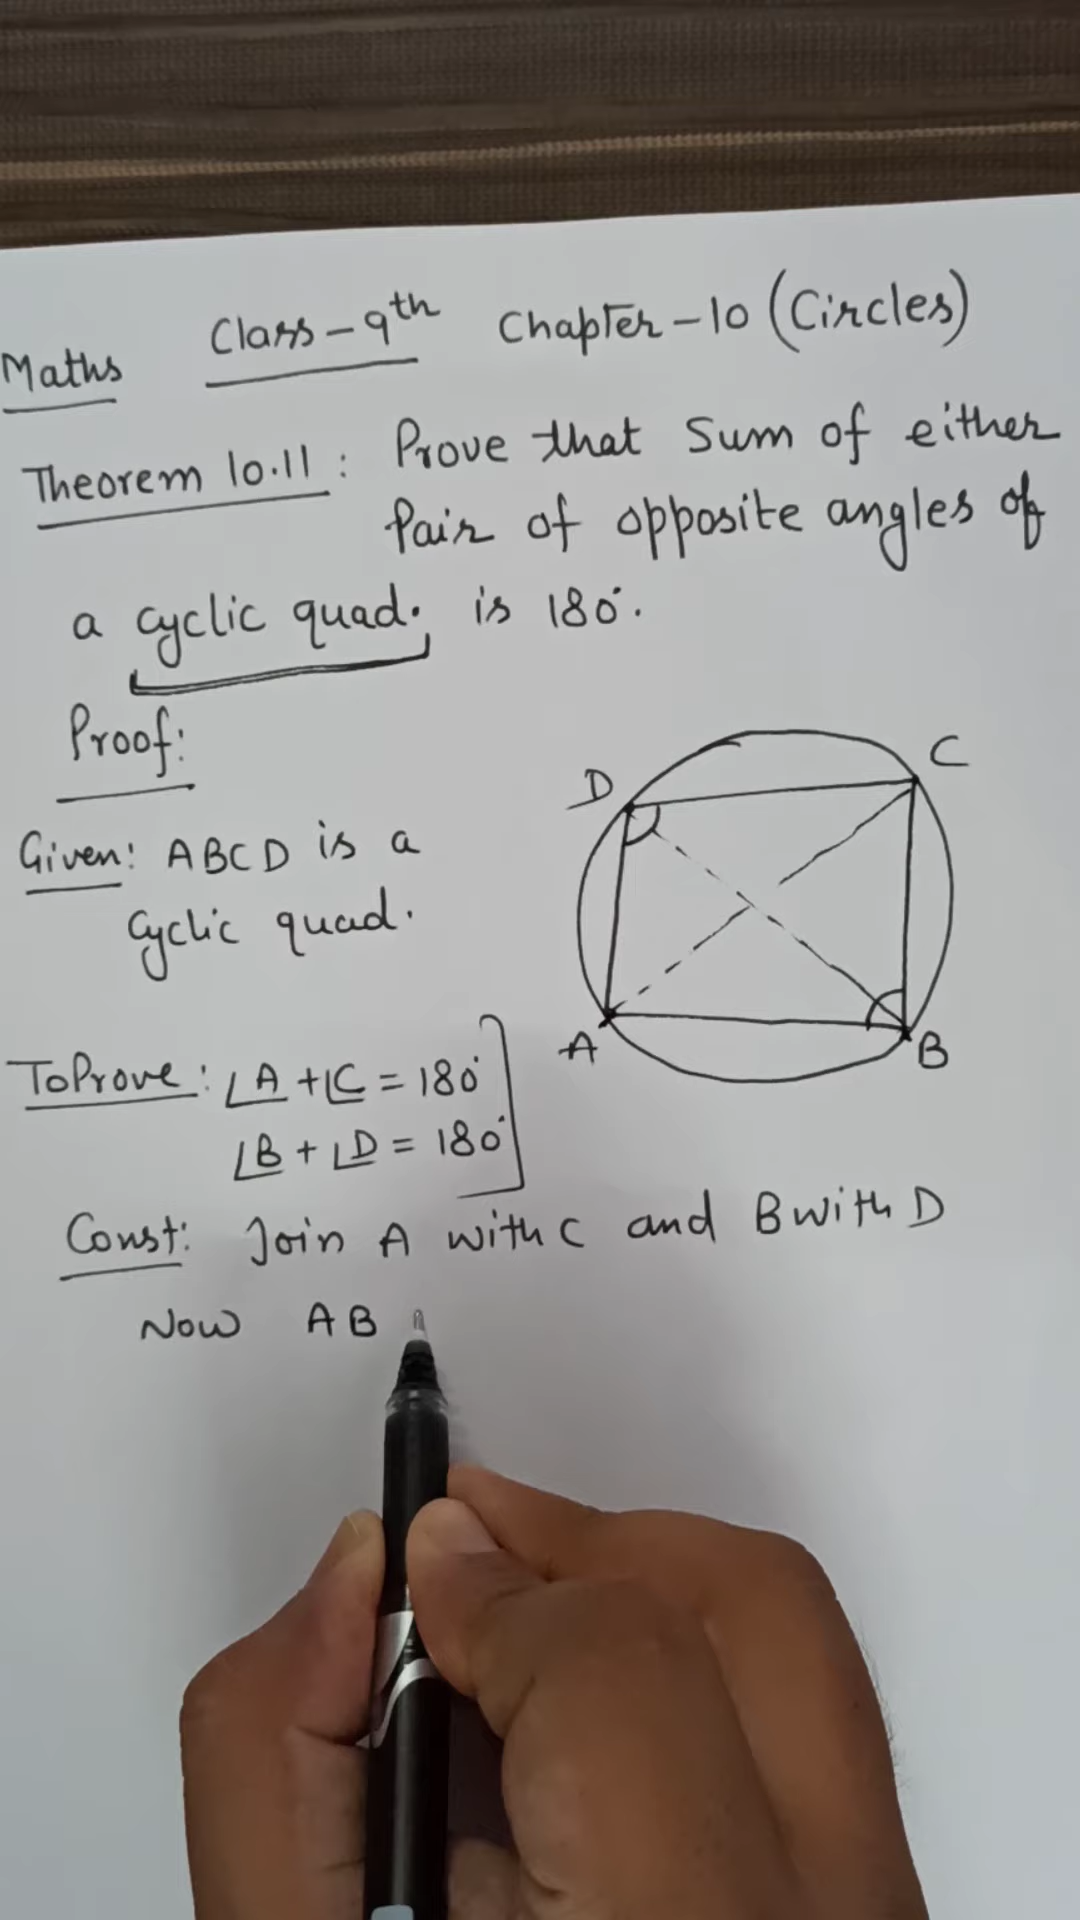 Maths Class-9th Chapter-10 (Circles)
Theorem 10.11: Prove that Sum of either
Pair of opposite angles of
a cyclic quad. is 180°.
Proof:
Given: ABCD is a
Cyclic quad.
D
C
A
B
To Prove: ∠A + ∠C = 180°
∠B + ∠D = 180°
Const: Join A with C and B with D
Now AB